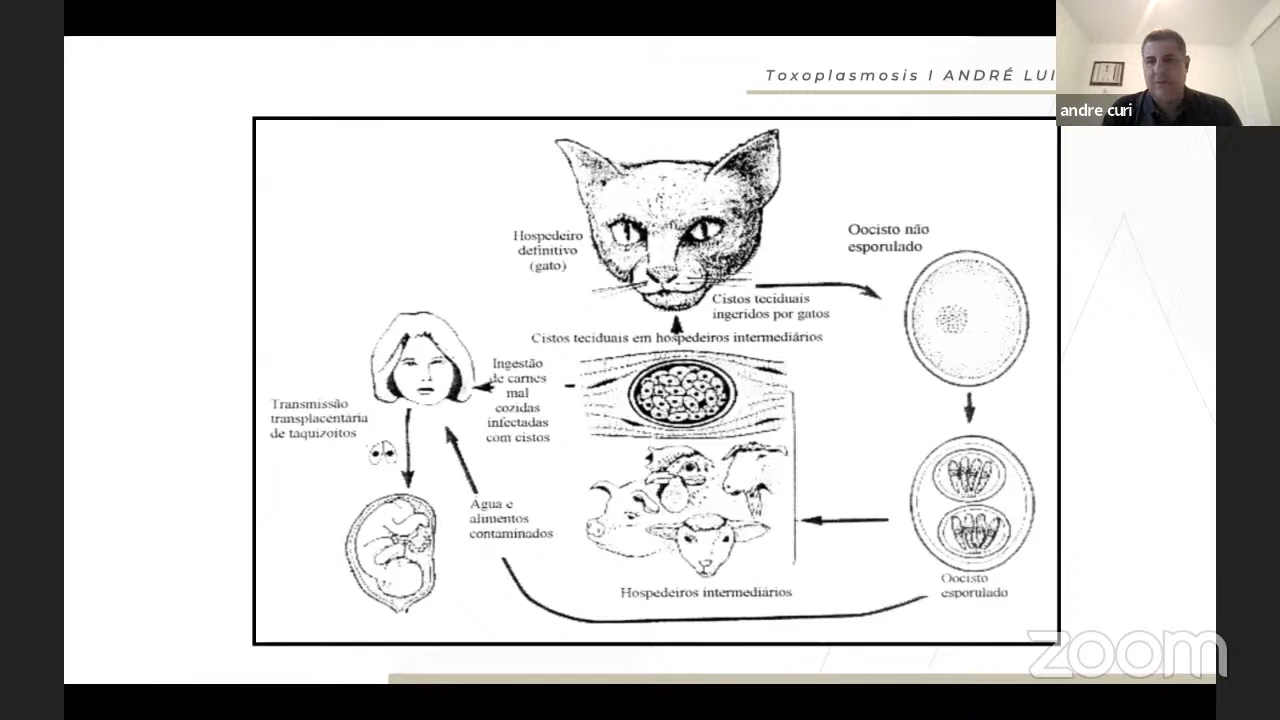 Toxoplasmosis I ANDRÉ LUI
andre curi
Hospedeiro
definitivo
(gato)
Oocisto não
esporulado
Cistos teciduais
ingeridos por gatos
Cistos teciduais em hospedeiros intermediários
Ingestão
de carnes
mal
cozidas
infectadas
com cistos
Transmissão
transplacentária
de taquizoitos
Agua e
alimentos
contaminados
Hospedeiros intermediários
Oocisto
esporulado
zoom